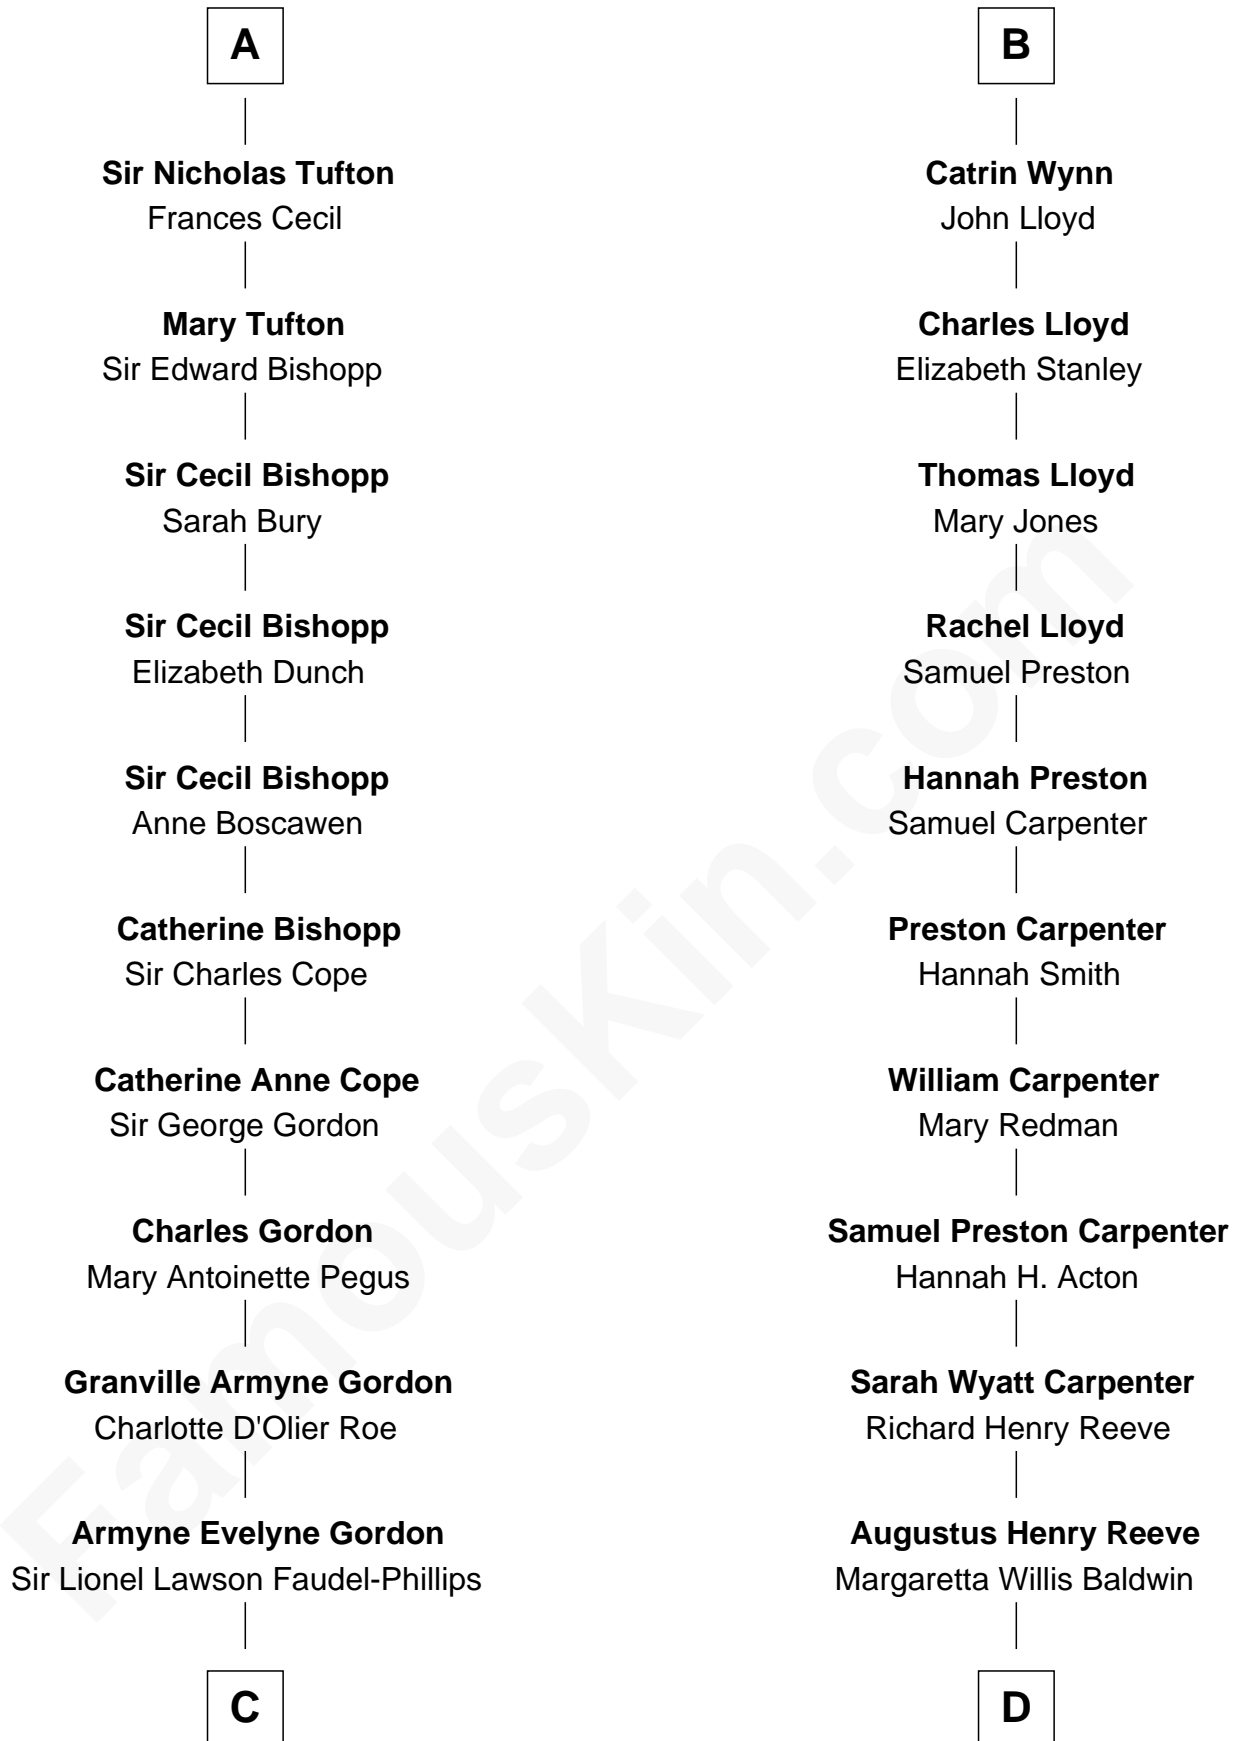 A
Sir Nicholas Tufton
Frances Cecil
Mary Tufton
Sir Edward Bishopp
Sir Cecil Bishopp
Sarah Bury
Sir Cecil Bishopp
Elizabeth Dunch
Sir Cecil Bishopp
Anne Boscawen
Catherine Bishopp
Sir Charles Cope
Catherine Anne Cope
Sir George Gordon
Charles Gordon
Mary Antoinette Pegus
Granville Armyne Gordon
Charlotte D'Olier Roe
Armyne Evelyne Gordon
Sir Lionel Lawson Faudel-Phillips
C
B
Catrin Wynn
John Lloyd
Charles Lloyd
Elizabeth Stanley
Thomas Lloyd
Mary Jones
Rachel Lloyd
Samuel Preston
Hannah Preston
Samuel Carpenter
Preston Carpenter
Hannah Smith
William Carpenter
Mary Redman
Samuel Preston Carpenter
Hannah H. Acton
Sarah Wyatt Carpenter
Richard Henry Reeve
Augustus Henry Reeve
Margaretta Willis Baldwin
D
FamousKin.com